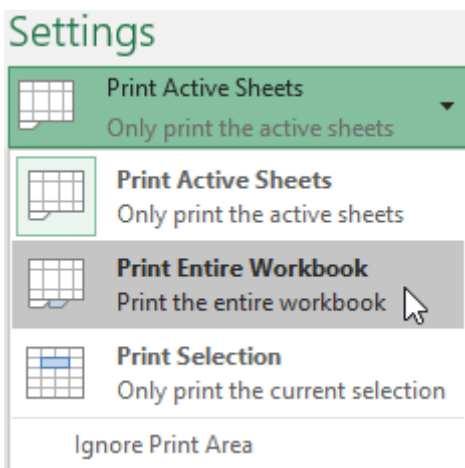 Settings
Print Active Sheets
Only print the active sheets
Print Active Sheets
Only print the active sheets
Print Entire Workbook
Print the entire workbook
Print Selection
Only print the current selection
Ignore Print Area